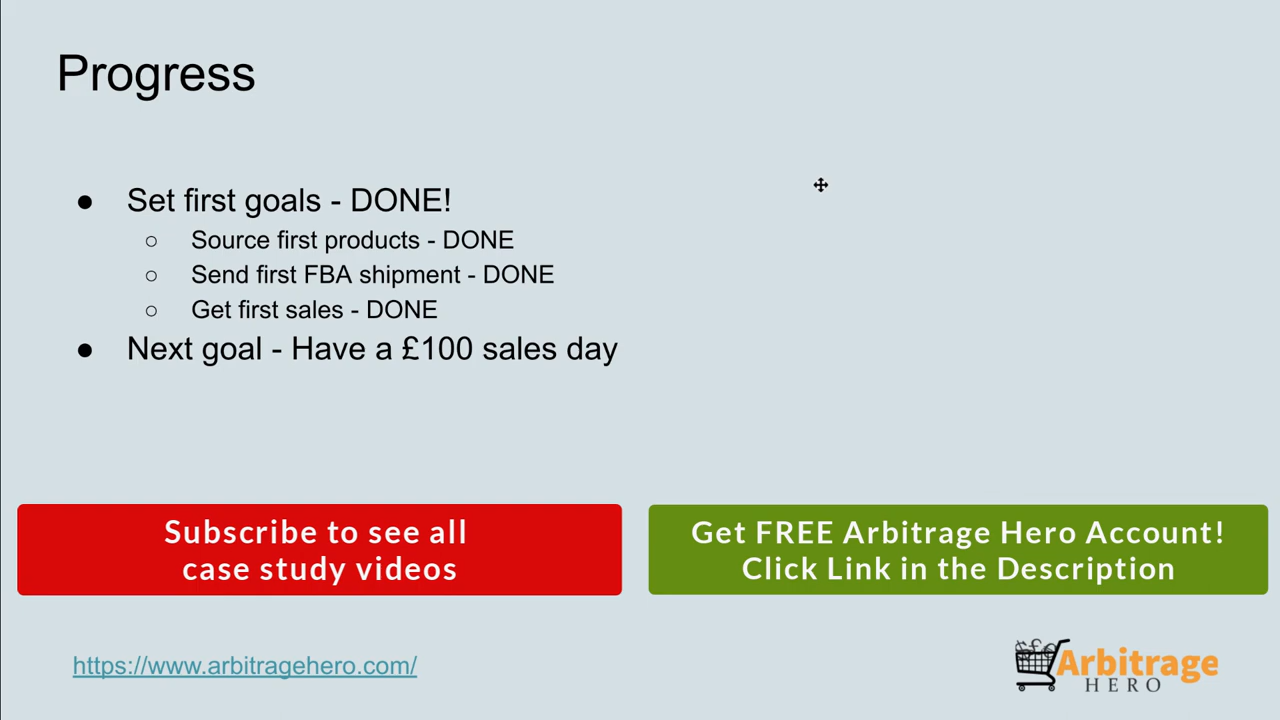 Progress
● Set first goals - DONE!
○ Source first products - DONE
○ Send first FBA shipment - DONE
○ Get first sales - DONE
● Next goal - Have a £100 sales day
Subscribe to see all
case study videos
Get FREE Arbitrage Hero Account!
Click Link in the Description
https://www.arbitragehero.com/
Arbitrage
HERO